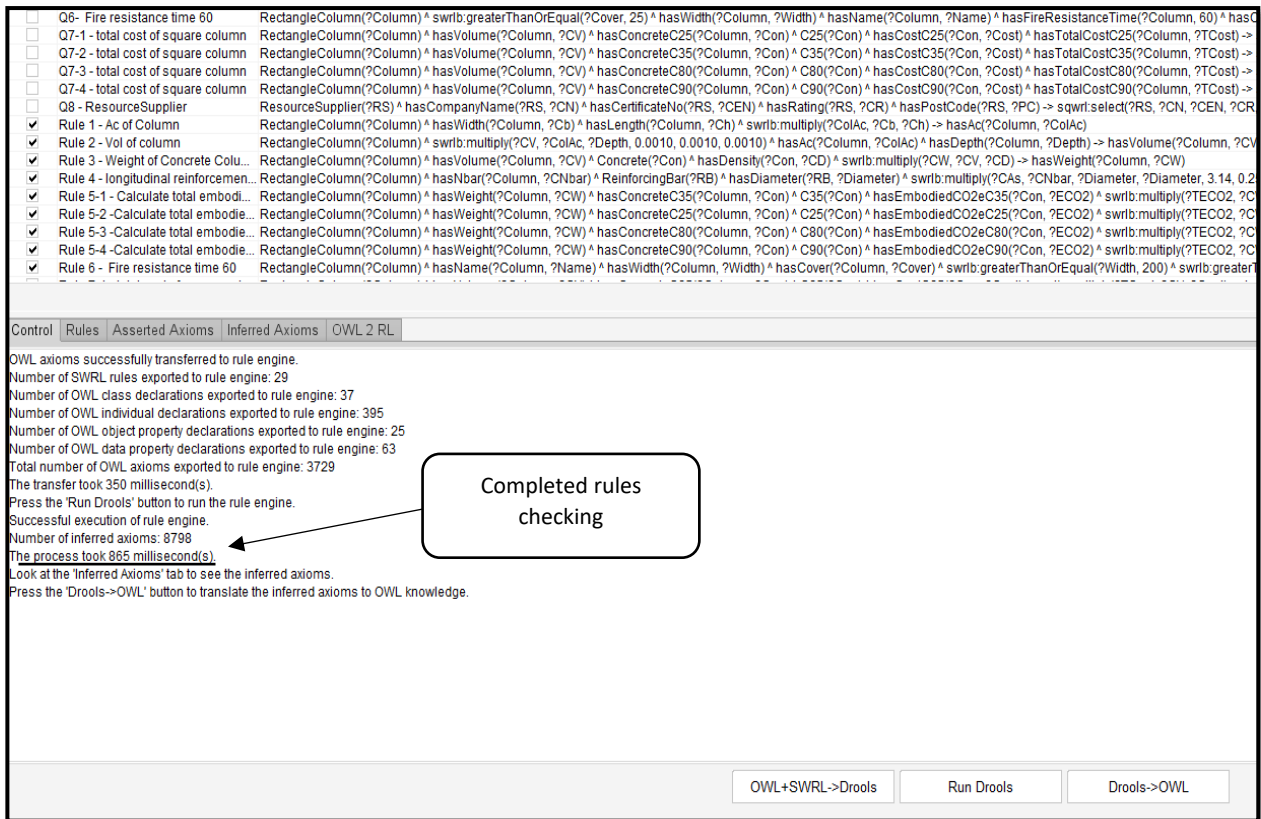 Q6- Fire resistance time 60 RectangleColumn(?Column) ^ swrlb:greaterThanOrEqual(?Cover, 25) ^ hasWidth(?Column, ?Width) ^ hasName(?Column, ?Name) ^ hasFireResistanceTime(?Column, 60) ^ hasC
Q7-1 - total cost of square column RectangleColumn(?Column) ^ hasVolume(?Column, ?CV) ^ hasConcreteC25(?Column, ?Con) ^ C25(?Con) ^ hasCostC25(?Con, ?Cost) ^ hasTotalCostC25(?Column, ?TCost) ->
Q7-2 - total cost of square column RectangleColumn(?Column) ^ hasVolume(?Column, ?CV) ^ hasConcreteC35(?Column, ?Con) ^ C35(?Con) ^ hasCostC35(?Con, ?Cost) ^ hasTotalCostC35(?Column, ?TCost) ->
Q7-3 - total cost of square column RectangleColumn(?Column) ^ hasVolume(?Column, ?CV) ^ hasConcreteC80(?Column, ?Con) ^ C80(?Con) ^ hasCostC80(?Con, ?Cost) ^ hasTotalCostC80(?Column, ?TCost) ->
Q7-4 - total cost of square column RectangleColumn(?Column) ^ hasVolume(?Column, ?CV) ^ hasConcreteC90(?Column, ?Con) ^ C90(?Con) ^ hasCostC90(?Con, ?Cost) ^ hasTotalCostC90(?Column, ?TCost) ->
Q8 - ResourceSupplier ResourceSupplier(?RS) ^ hasCompanyName(?RS, ?CN) ^ hasCertificateNo(?RS, ?CEN) ^ hasRating(?RS, ?CR) ^ hasPostCode(?RS, ?PC) -> sqwrl:select(?RS, ?CN, ?CEN, ?CR
Rule 1 - Ac of Column RectangleColumn(?Column) ^ hasWidth(?Column, ?Cb) ^ hasLength(?Column, ?Ch) ^ swrlb:multiply(?ColAc, ?Cb, ?Ch) -> hasAc(?Column, ?ColAc)
Rule 2 - Vol of column RectangleColumn(?Column) ^ swrlb:multiply(?CV, ?ColAc, ?Depth, 0.0010, 0.0010, 0.0010) ^ hasAc(?Column, ?ColAc) ^ hasDepth(?Column, ?Depth) -> hasVolume(?Column, ?CV
Rule 3 - Weight of Concrete Colu... RectangleColumn(?Column) ^ hasVolume(?Column, ?CV) ^ Concrete(?Con) ^ hasDensity(?Con, ?CD) ^ swrlb:multiply(?CW, ?CV, ?CD) -> hasWeight(?Column, ?CW)
Rule 4 - longitudinal reinforcemen... RectangleColumn(?Column) ^ hasNbar(?Column, ?CNbar) ^ ReinforcingBar(?RB) ^ hasDiameter(?RB, ?Diameter) ^ swrlb:multiply(?CAs, ?CNbar, ?Diameter, ?Diameter, 3.14, 0.25
Rule 5-1 - Calculate total embodi... RectangleColumn(?Column) ^ hasWeight(?Column, ?CW) ^ hasConcreteC35(?Column, ?Con) ^ C35(?Con) ^ hasEmbodiedCO2eC35(?Con, ?ECO2) ^ swrlb:multiply(?TECO2, ?C
Rule 5-2 -Calculate total embodie... RectangleColumn(?Column) ^ hasWeight(?Column, ?CW) ^ hasConcreteC25(?Column, ?Con) ^ C25(?Con) ^ hasEmbodiedCO2eC25(?Con, ?ECO2) ^ swrlb:multiply(?TECO2, ?C
Rule 5-3 -Calculate total embodie... RectangleColumn(?Column) ^ hasWeight(?Column, ?CW) ^ hasConcreteC80(?Column, ?Con) ^ C80(?Con) ^ hasEmbodiedCO2eC80(?Con, ?ECO2) ^ swrlb:multiply(?TECO2, ?C
Rule 5-4 -Calculate total embodie... RectangleColumn(?Column) ^ hasWeight(?Column, ?CW) ^ hasConcreteC90(?Column, ?Con) ^ C90(?Con) ^ hasEmbodiedCO2eC90(?Con, ?ECO2) ^ swrlb:multiply(?TECO2, ?C
Rule 6 - Fire resistance time 60 RectangleColumn(?Column) ^ hasName(?Column, ?Name) ^ hasWidth(?Column, ?Width) ^ hasCover(?Column, ?Cover) ^ swrlb:greaterThanOrEqual(?Width, 200) ^ swrlb:greaterT
Control Rules Asserted Axioms Inferred Axioms OWL 2 RL
OWL axioms successfully transferred to rule engine.
Number of SWRL rules exported to rule engine: 29
Number of OWL class declarations exported to rule engine: 37
Number of OWL individual declarations exported to rule engine: 395
Number of OWL object property declarations exported to rule engine: 25
Number of OWL data property declarations exported to rule engine: 63
Total number of OWL axioms exported to rule engine: 3729
The transfer took 350 millisecond(s).
Press the 'Run Drools' button to run the rule engine.
Successful execution of rule engine.
Number of inferred axioms: 8798
The process took 865 millisecond(s).
Look at the 'Inferred Axioms' tab to see the inferred axioms.
Press the 'Drools->OWL' button to translate the inferred axioms to OWL knowledge.
Completed rules
checking
OWL+SWRL->Drools Run Drools Drools->OWL